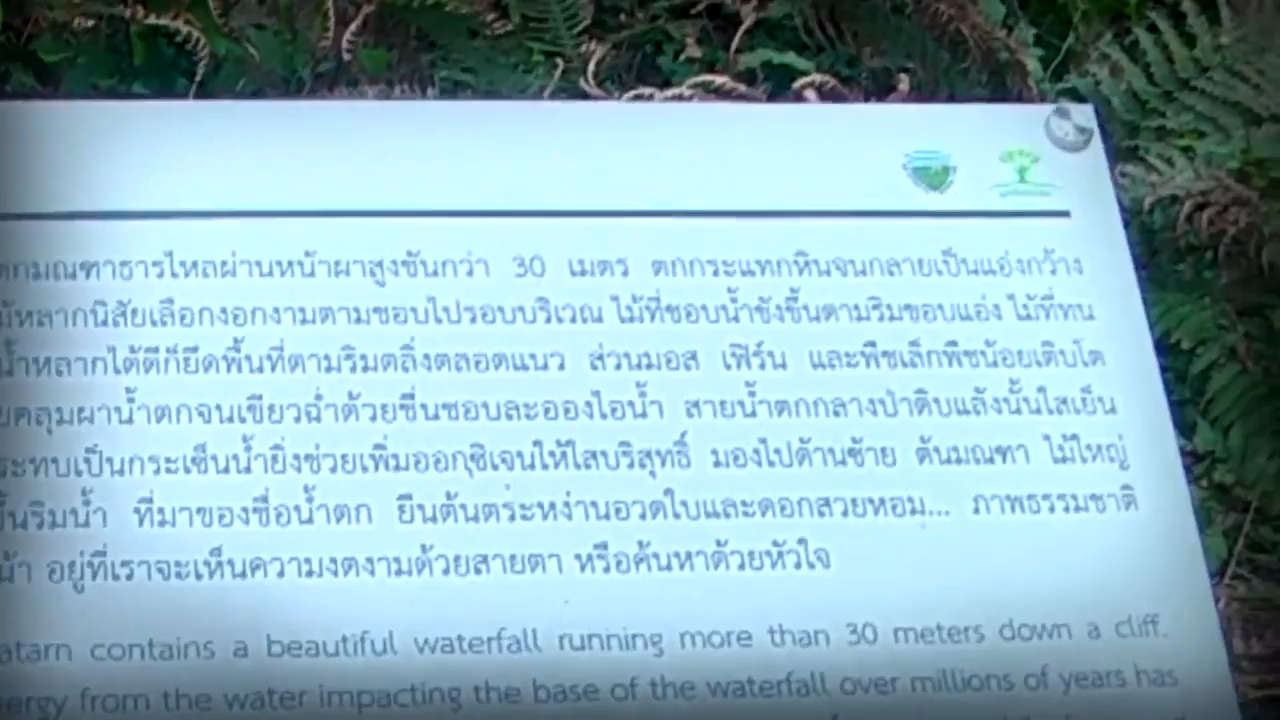 ตกมณฑาธารไหลผ่านหน้าผาสูงชันกว่า 30 เมตร ตกกระแทกหินจนกลายเป็นแอ่งกว้าง
ม้หลากนิสัยเลือกงอกงามตามชอบไปรอบบริเวณ ไม้ที่ชอบน้ำขังขึ้นตามริมขอบแอ่ง ไม้ที่ทน
น้ำหลากได้ดีก็ยึดพื้นที่ตามริมตลิ่งตลอดแนว ส่วนมอส เฟิร์น และพืชเล็กพืชน้อยเติบโต
ยคลุมผาน้ำตกจนเขียวฉ่ำด้วยชื่นชอบละอองไอน้ำ สายน้ำตกกลางป่าดิบแล้งนั้นใสเย็น
ระทบเป็นกระเซ็นน้ำยิ่งช่วยเพิ่มออกซิเจนให้ใสบริสุทธิ์ มองไปด้านซ้าย ต้นมณฑา ไม้ใหญ่
ขึ้นริมน้ำ ที่มาของชื่อน้ำตก ยืนต้นตระหง่านอวดใบและดอกสวยหอม... ภาพธรรมชาติ
น้า อยู่ที่เราจะเห็นความงดงามด้วยสายตา หรือค้นหาด้วยหัวใจ
atarn contains a beautiful waterfall running more than 30 meters down a cliff.
nergy from the water impacting the base of the waterfall over millions of years has